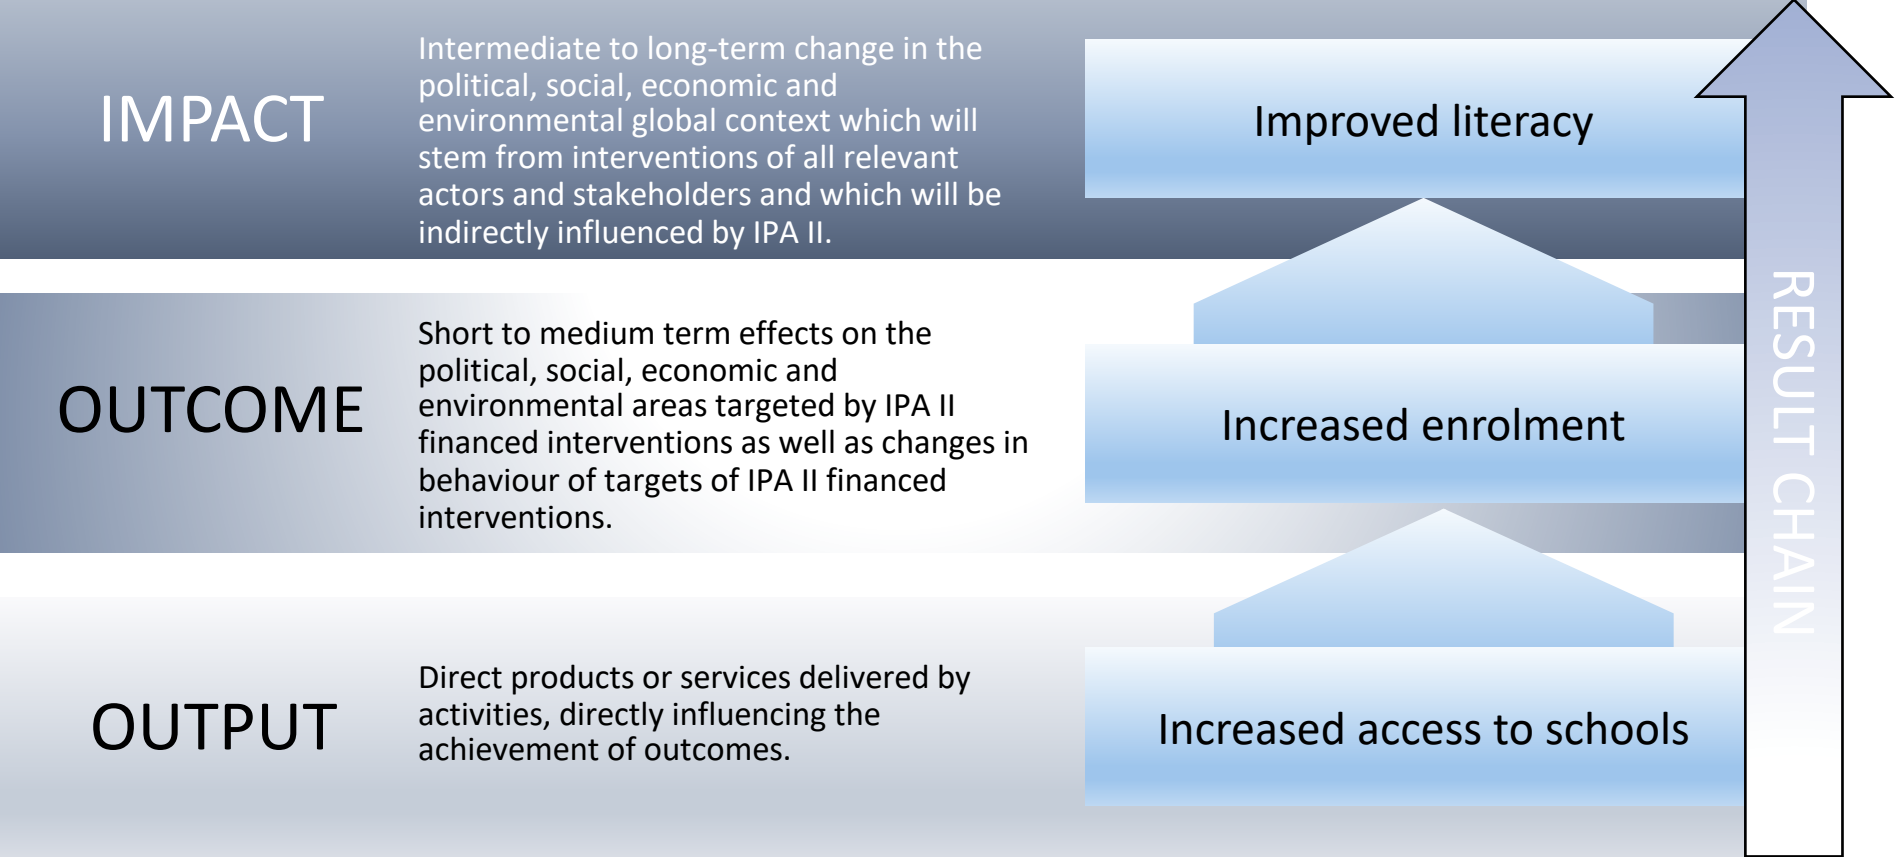 IMPACT
Intermediate to long-term change in the
political, social, economic and
environmental global context which will
stem from interventions of all relevant
actors and stakeholders and which will be
indirectly influenced by IPA II.
Improved literacy
OUTCOME
Short to medium term effects on the
political, social, economic and
environmental areas targeted by IPA II
financed interventions as well as changes in
behaviour of targets of IPA II financed
interventions.
Increased enrolment
OUTPUT
Direct products or services delivered by
activities, directly influencing the
achievement of outcomes.
Increased access to schools
RESULT CHAIN